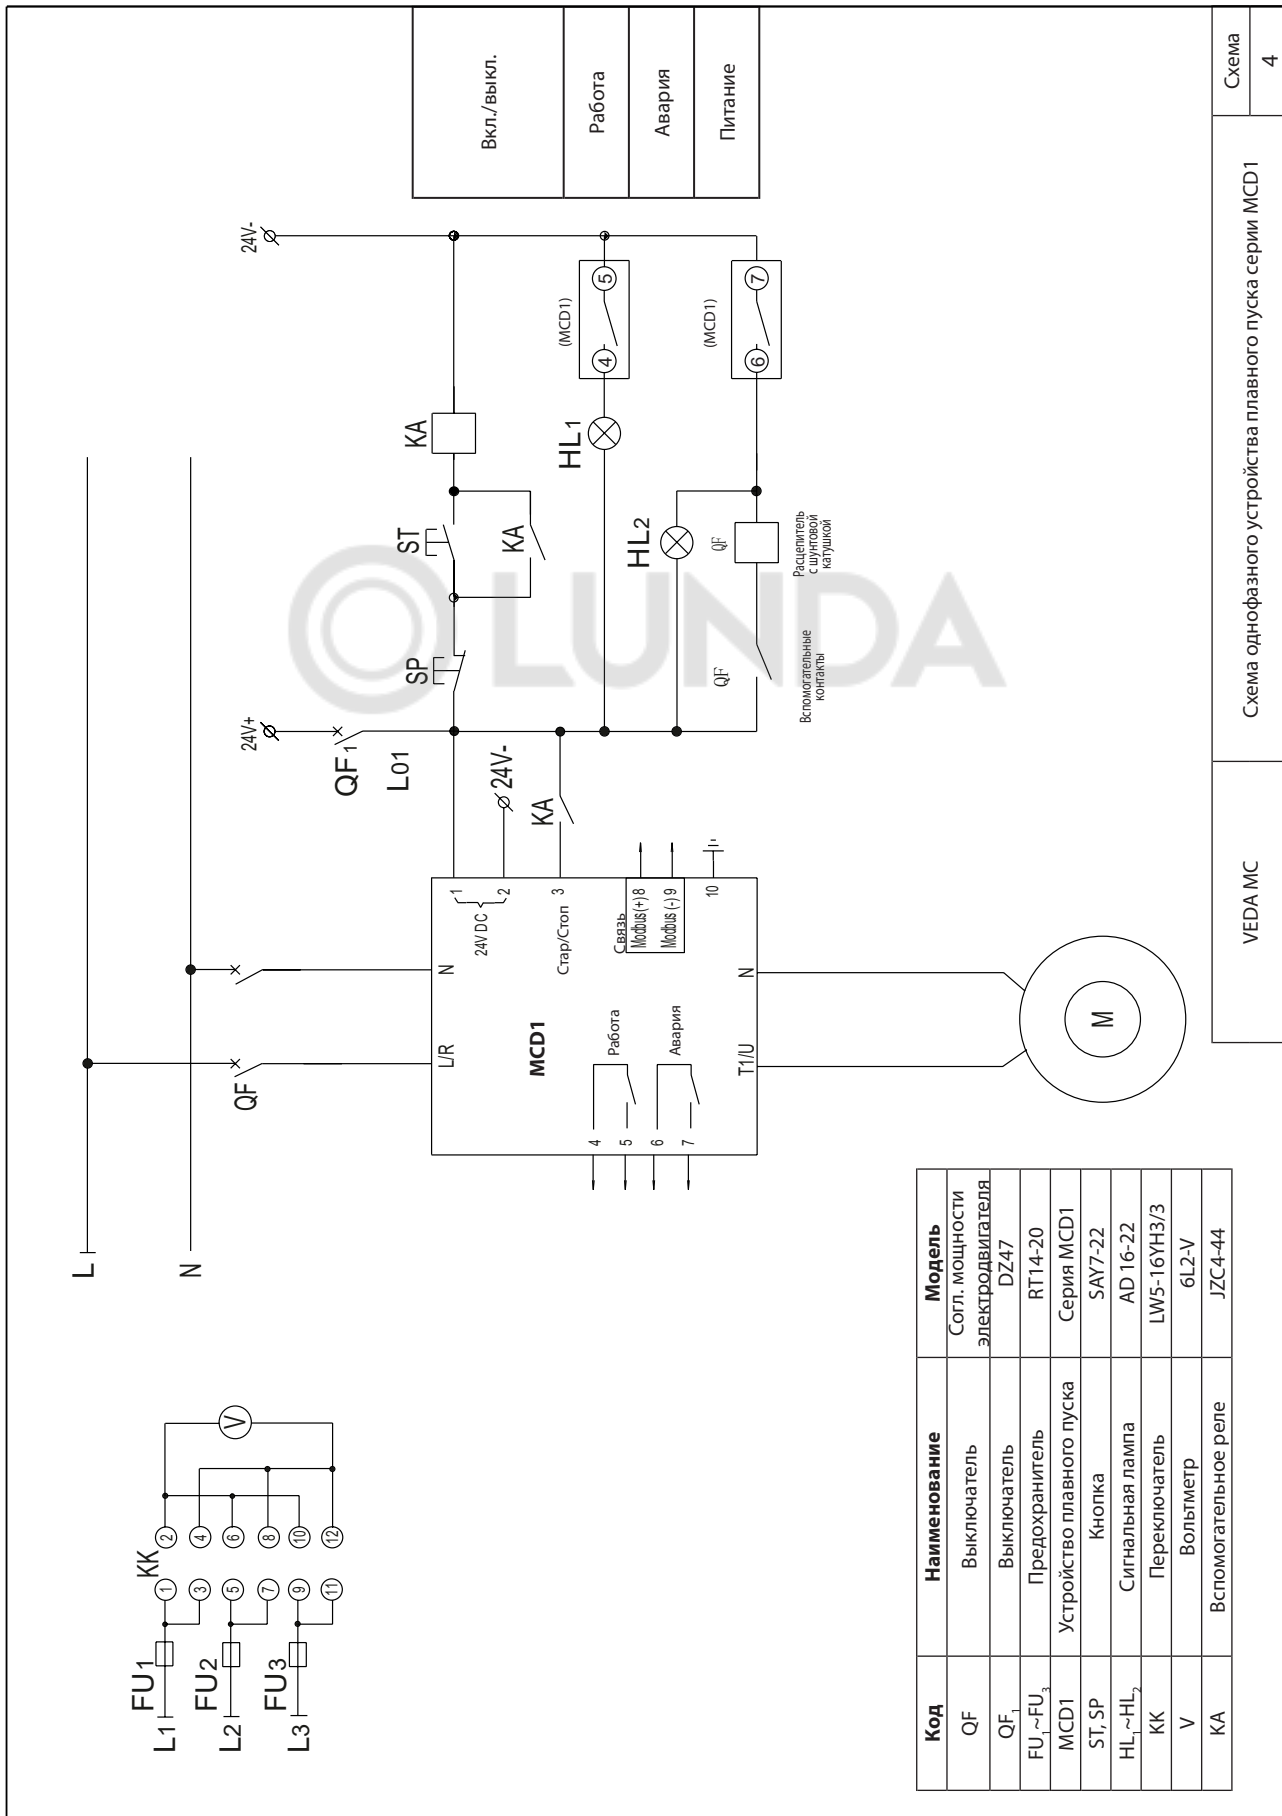 L
N
L1
FU1
L2
FU2
L3
FU3
KK
1
2
3
4
5
6
7
8
9
10
11
12
V
QF
L/R
N
MCD1
1
24V DC
2
Стар/Стоп 3
Связь
Modbus(+) 8
Modbus (-) 9
10
4
5
Работа
6
7
Авария
T1/U
N
M
24V+
QF1
L01
24V-
KA
24V-
SP
ST
KA
KA
HL1
4
5
(MCD1)
HL2
QF
Вспомогательные
контакты
QF
Расцепитель
с шунтовой
катушкой
6
7
(MCD1)
LUNDA
Вкл./выкл.
Работа
Авария
Питание
Код Наименование Модель
QF Выключатель Согл. мощности
электродвигателя
QF1 Выключатель DZ47
FU1~FU3 Предохранитель RT14-20
MCD1 Устройство плавного пуска Серия MCD1
ST, SP Кнопка SAY7-22
HL1~HL2 Сигнальная лампа AD 16-22
KK Переключатель LW5-16YH3/3
V Вольтметр 6L2-V
KA Вспомогательное реле JZC4-44
VEDA MC
Схема однофазного устройства плавного пуска серии MCD1
Схема
4